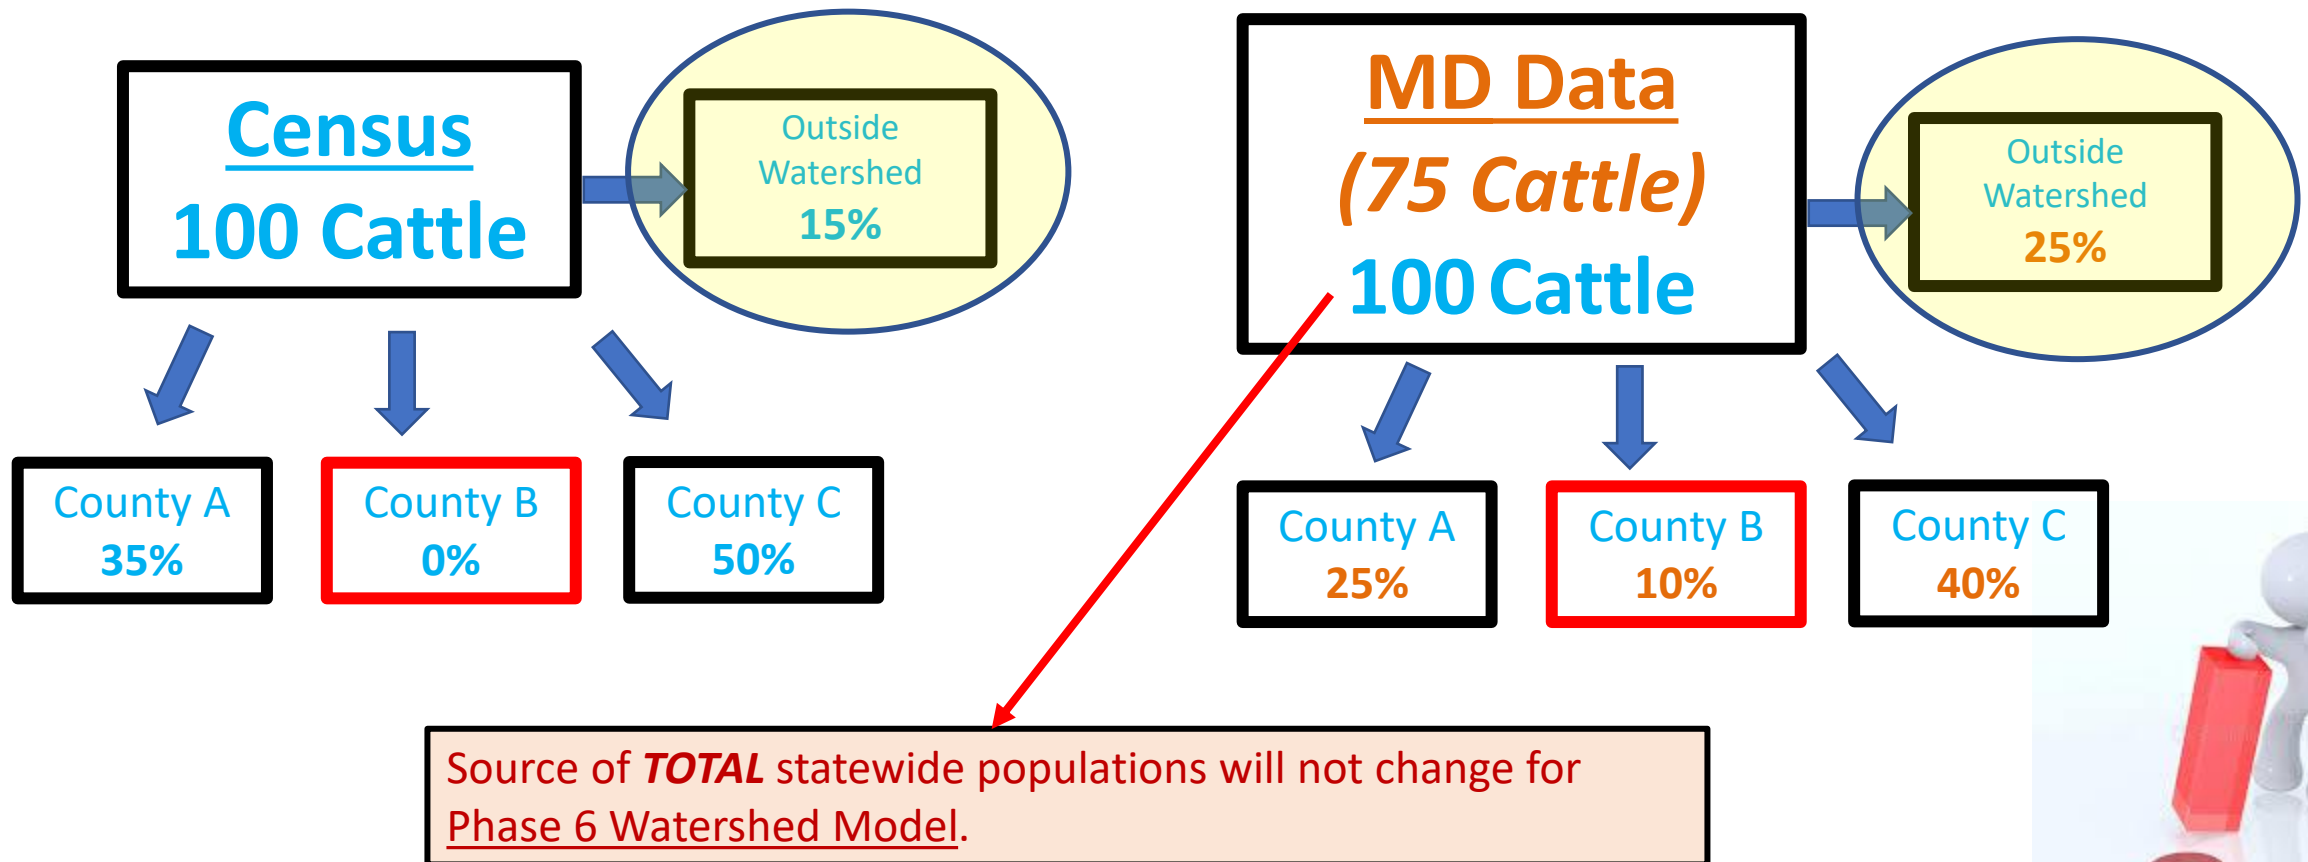 Census
100 Cattle
Outside
Watershed
15%
County A
35%
County B
0%
County C
50%
MD Data
(75 Cattle)
100 Cattle
Outside
Watershed
25%
County A
25%
County B
10%
County C
40%
Source of TOTAL statewide populations will not change for
Phase 6 Watershed Model.